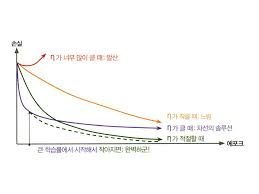 손실
η가 너무 많이 클 때: 발산
η가 작을 때: 느림
η가 클 때: 차선의 솔루션
η가 적절할 때
에포크
큰 학습률에서 시작해서 작아지면: 완벽하군!